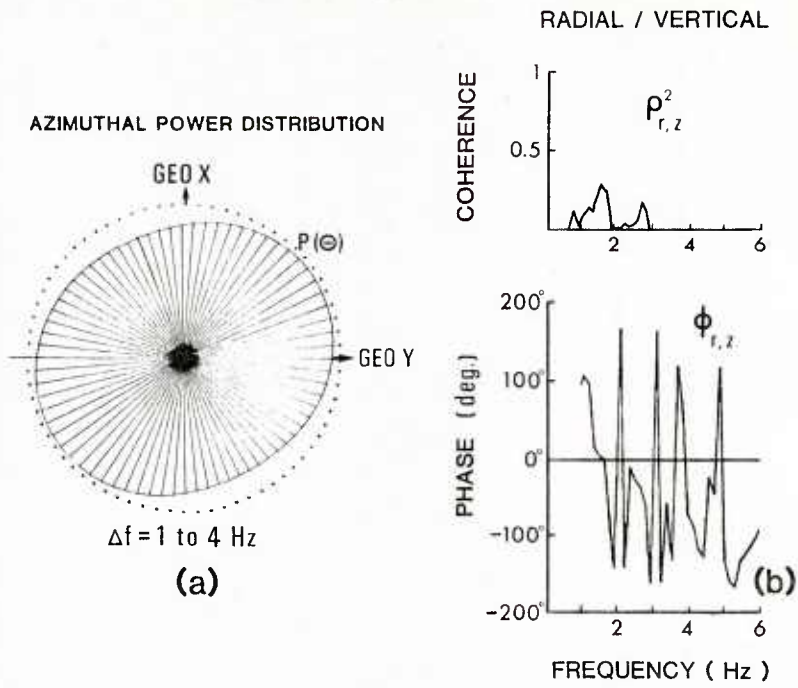 AZIMUTHAL POWER DISTRIBUTION
GEO X
P(Θ)
GEO Y
Δf = 1 to 4 Hz
(a)
RADIAL / VERTICAL
COHERENCE
1
0.5
ρ²r,z
2
4
6
PHASE (deg.)
200°
100°
0°
-100°
-200°
ϕr,z
2
4
6
(b)
FREQUENCY ( Hz )